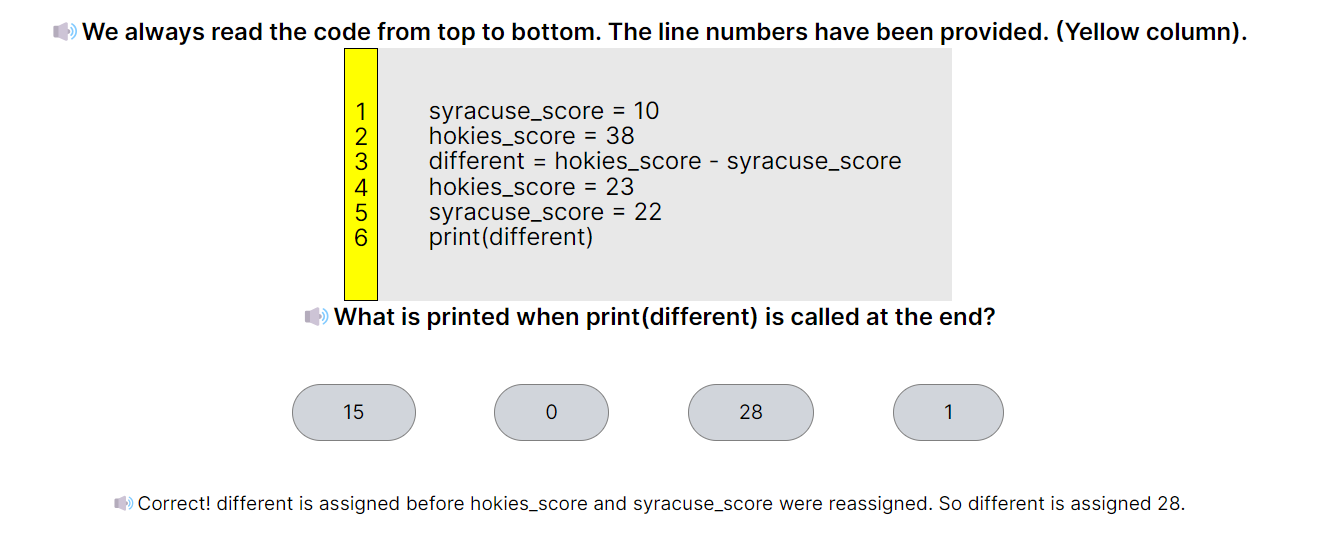 We always read the code from top to bottom. The line numbers have been provided. (Yellow column).
1 syracuse_score = 10
2 hokies_score = 38
3 different = hokies_score - syracuse_score
4 hokies_score = 23
5 syracuse_score = 22
6 print(different)
What is printed when print(different) is called at the end?
15 0 28 1
Correct! different is assigned before hokies_score and syracuse_score were reassigned. So different is assigned 28.